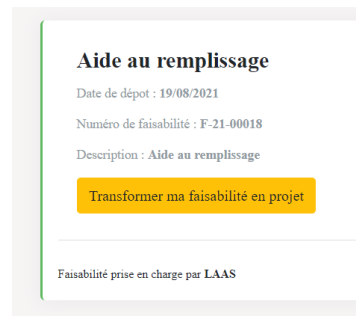 Aide au remplissage
Date de dépot : 19/08/2021
Numéro de faisabilité : F-21-00018
Description : Aide au remplissage
Transformer ma faisabilité en projet
Faisabilité prise en charge par LAAS